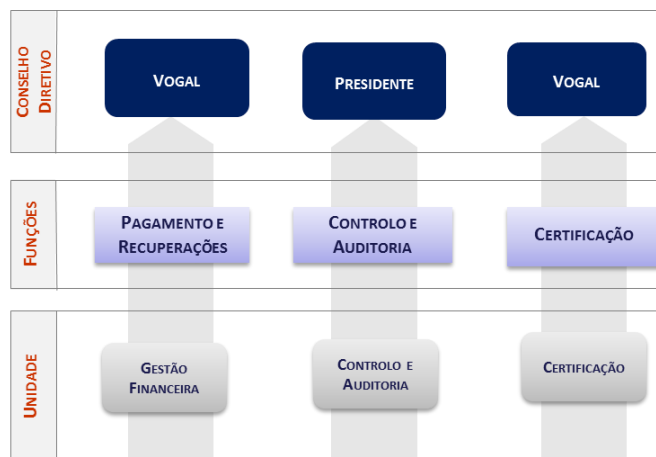 CONSELHO
DIRETIVO
VOGAL
PRESIDENTE
VOGAL
FUNÇÕES
PAGAMENTO E
RECUPERAÇÕES
CONTROLO E
AUDITORIA
CERTIFICAÇÃO
UNIDADE
GESTÃO
FINANCEIRA
CONTROLO E
AUDITORIA
CERTIFICAÇÃO